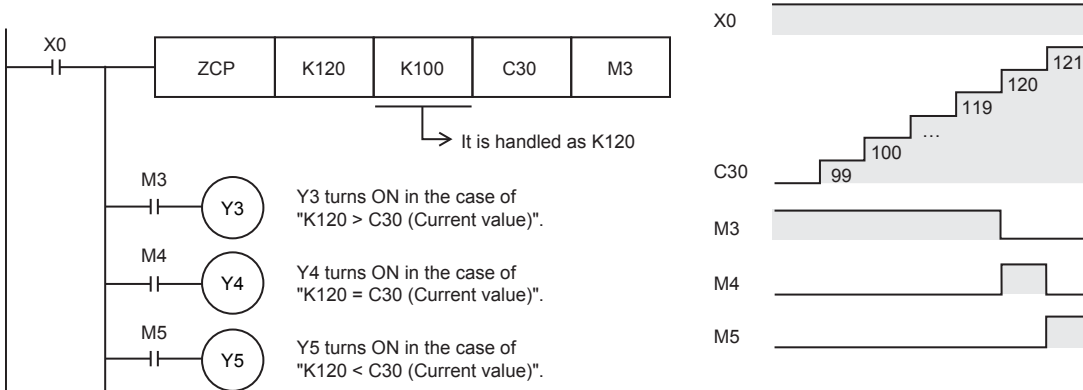 X0
ZCP K120 K100 C30 M3
It is handled as K120
M3
Y3
Y3 turns ON in the case of
"K120 > C30 (Current value)".
M4
Y4
Y4 turns ON in the case of
"K120 = C30 (Current value)".
M5
Y5
Y5 turns ON in the case of
"K120 < C30 (Current value)".
X0
121
120
119
…
100
99
C30
M3
M4
M5